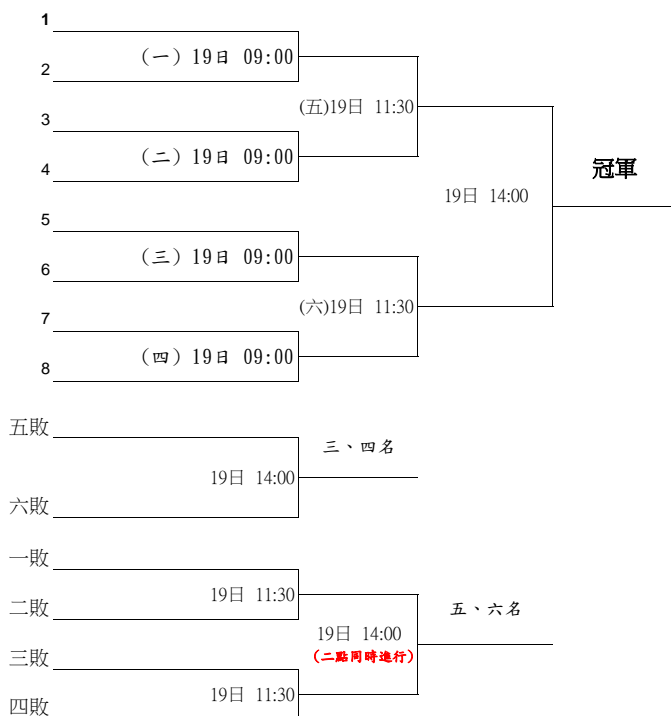 1
(一) 19日 09:00
2
(五)19日 11:30
3
(二) 19日 09:00
4
冠軍
19日 14:00
5
(三) 19日 09:00
6
(六)19日 11:30
7
(四) 19日 09:00
8
五敗
三、四名
19日 14:00
六敗
一敗
19日 11:30
二敗
五、六名
19日 14:00
(二點同時進行)
三敗
19日 11:30
四敗